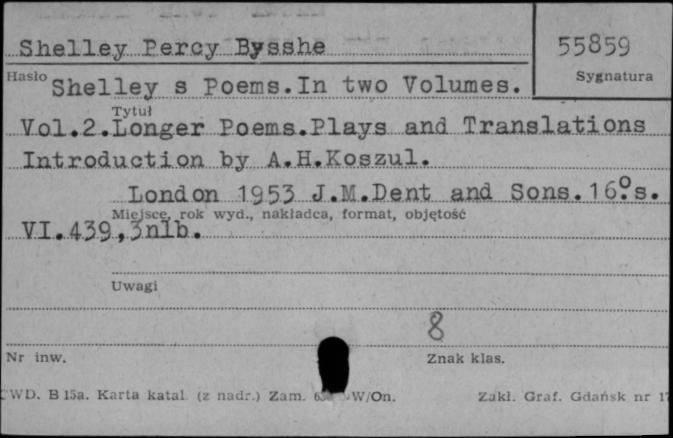 Shelley Percy Bysshe
55859
Hasło
Sygnatura
Shelley s Poems.In two Volumes.
Tytuł
Vol.2.Longer Poems.Plays and Translations
Introduction by A.H.Koszul.
London 1953 J.M.Dent and Sons.16°.s.
Miejsce, rok wyd., nakładca, format, objętość
VI.439,3nlb.
Uwagi
8
Nr inw.
Znak klas.
CWD. B 15a. Karta katal. (z nadr.) Zam. W/On.
Zakł. Graf. Gdańsk nr